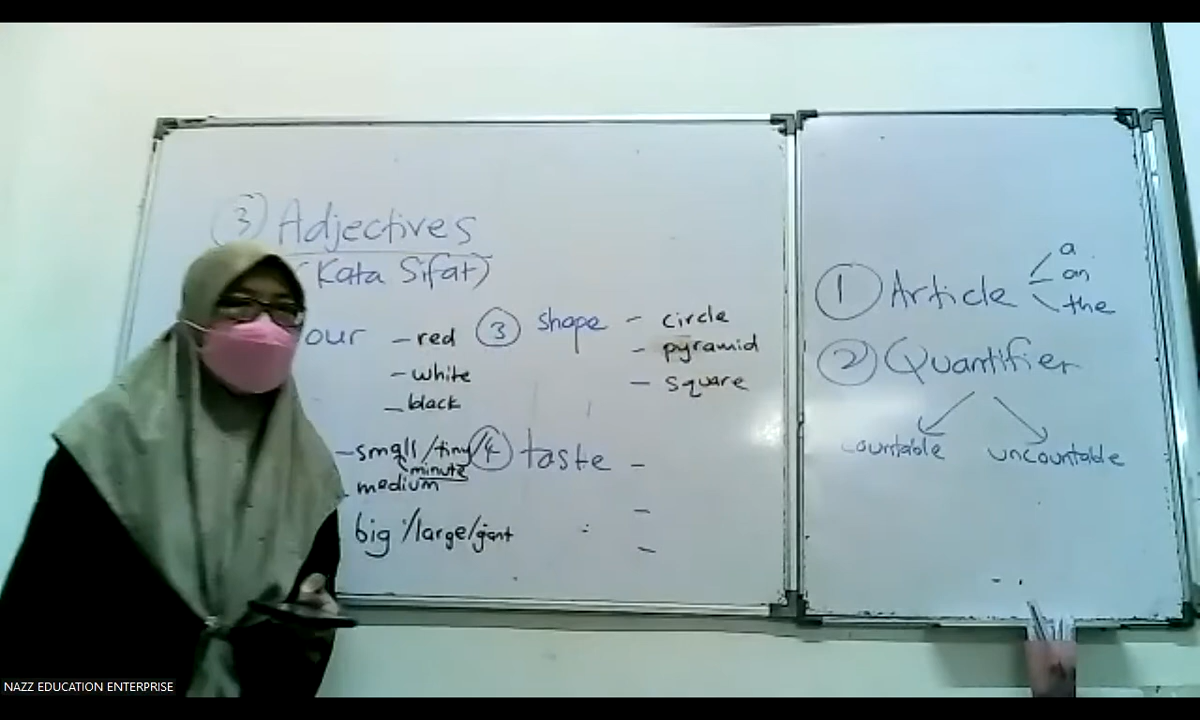 3 Adjectives
(Kata Sifat)
our - red
- white
- black
- small/tiny/
(minute
- medium
big /large/giant
3 shape - circle
- pyramid
- square
4 taste -
-
-
1 Article a
an
the
2 Quantifier
countable
uncountable
NAZZ EDUCATION ENTERPRISE